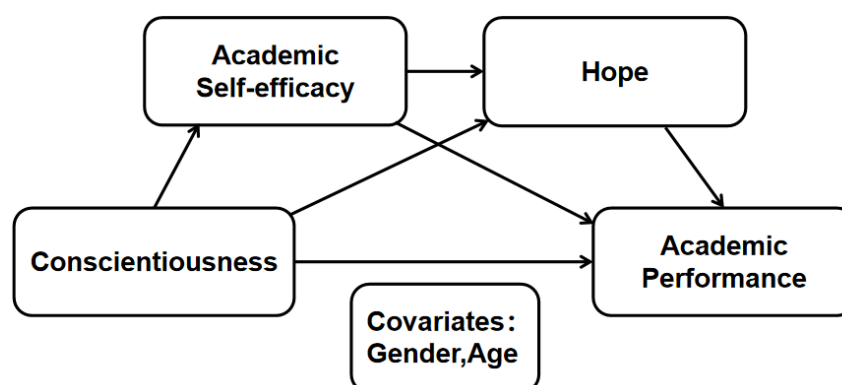 Academic
Self-efficacy
Hope
Conscientiousness
Academic
Performance
Covariates：
Gender,Age